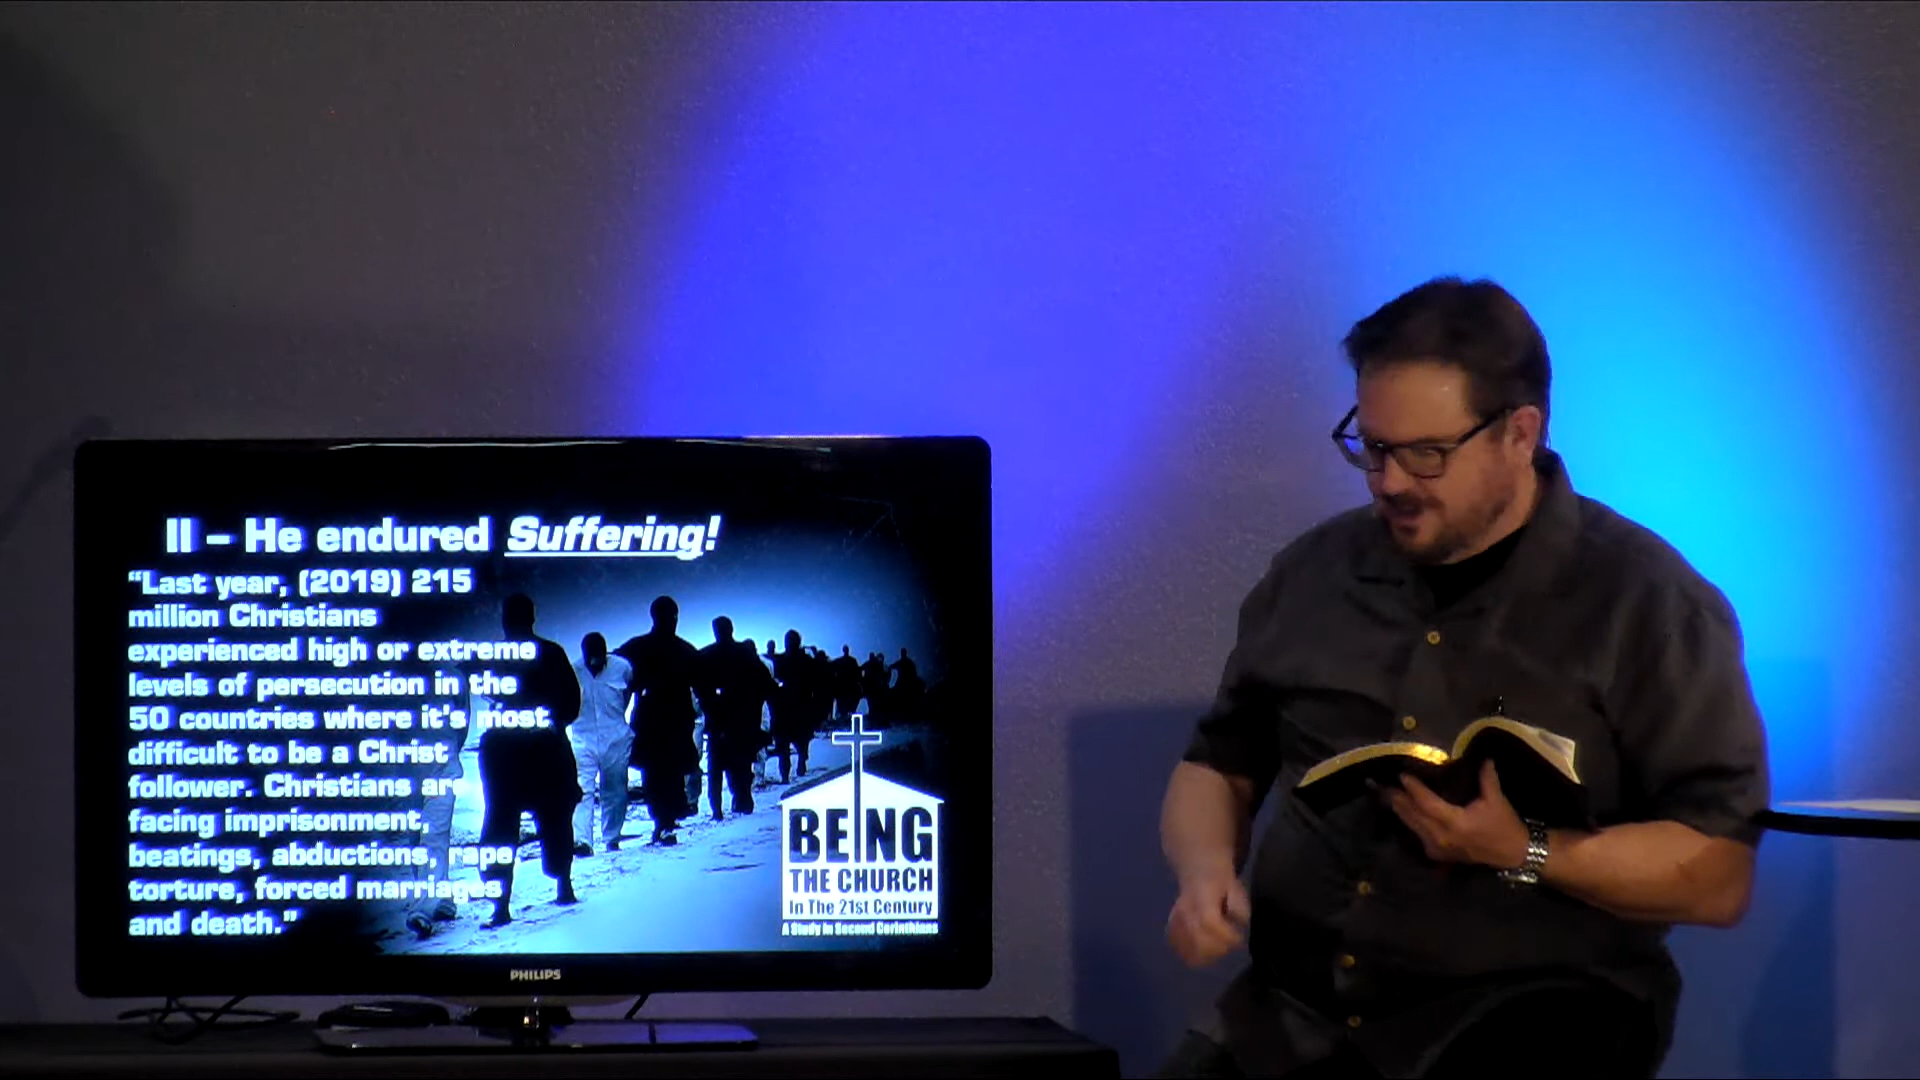 II – He endured Suffering!
“Last year, (2019) 215
million Christians
experienced high or extreme
levels of persecution in the
50 countries where it's most
difficult to be a Christ
follower. Christians are
facing imprisonment,
beatings, abductions, rape,
torture, forced marriages
and death.”
BEING
THE CHURCH
In The 21st Century
A Study in Second Corinthians
PHILIPS